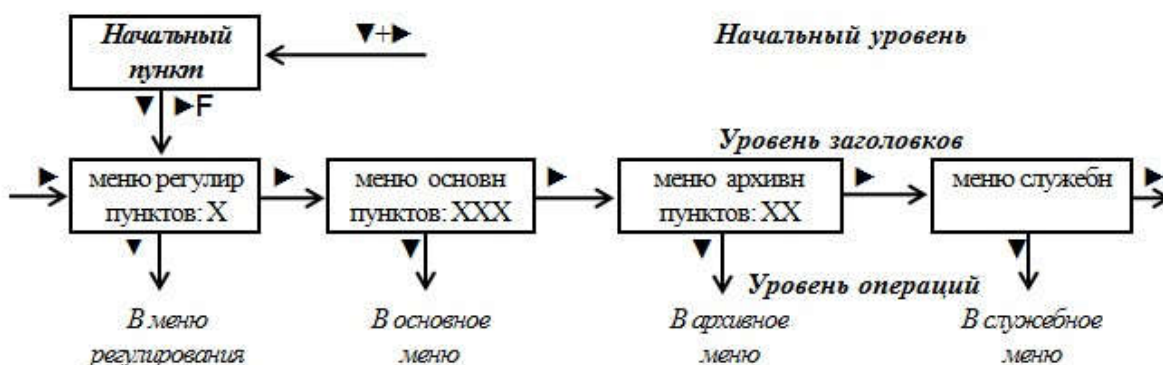 Начальный
пункт
▼+►
Начальный уровень
▼ ►F
Уровень заголовков
►
меню регулир
пунктов: X
►
меню основн
пунктов: XXX
►
меню архивн
пунктов: XX
►
меню служебн
►
▼
▼
▼
▼
Уровень операций
В меню
регулирования
В основное
меню
В архивное
меню
В служебное
меню